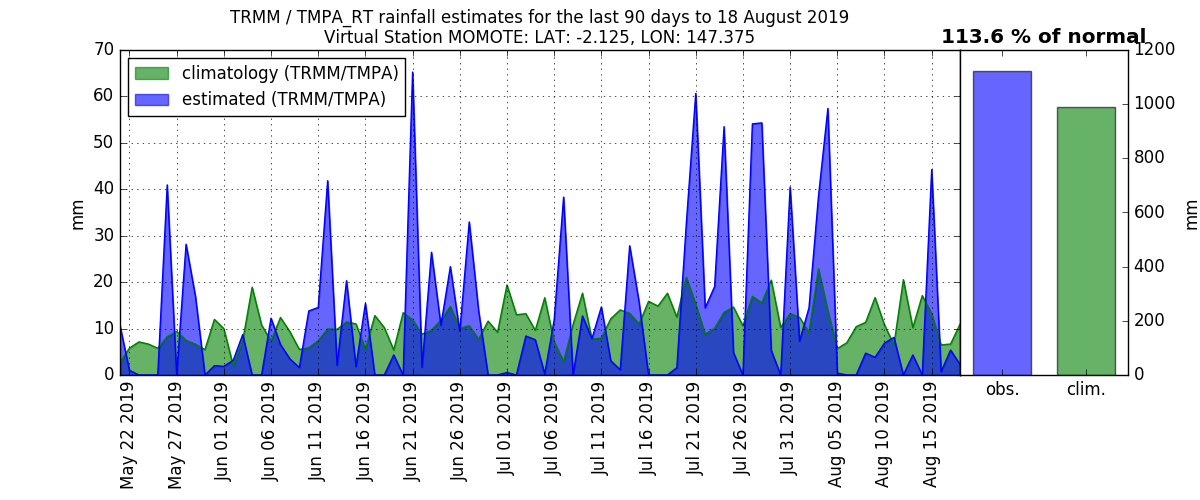 TRMM / TMPA_RT rainfall estimates for the last 90 days to 18 August 2019
Virtual Station MOMOTE: LAT: -2.125, LON: 147.375
113.6 % of normal
climatology (TRMM/TMPA)
estimated (TRMM/TMPA)
mm
70
60
50
40
30
20
10
0
May 22 2019
May 27 2019
Jun 01 2019
Jun 06 2019
Jun 11 2019
Jun 16 2019
Jun 21 2019
Jun 26 2019
Jul 01 2019
Jul 06 2019
Jul 11 2019
Jul 16 2019
Jul 21 2019
Jul 26 2019
Jul 31 2019
Aug 05 2019
Aug 10 2019
Aug 15 2019
obs.
clim.
1200
1000
800
600
400
200
0
mm